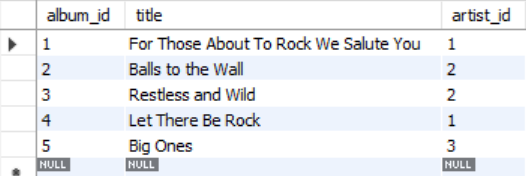 album_id title artist_id
1 For Those About To Rock We Salute You 1
2 Balls to the Wall 2
3 Restless and Wild 2
4 Let There Be Rock 1
5 Big Ones 3
NULL NULL NULL